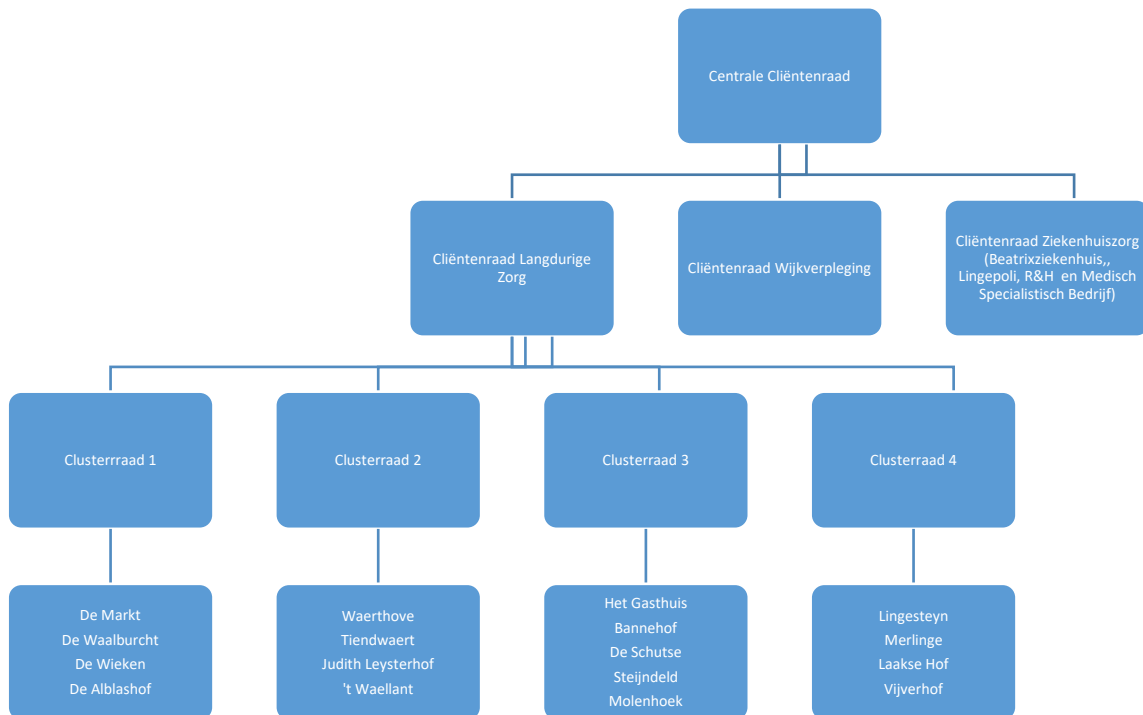 Centrale Cliëntenraad
Cliëntenraad Langdurige
Zorg
Cliëntenraad Wijkverpleging
Cliëntenraad Ziekenhuiszorg
(Beatrixziekenhuis,,
Lingepoli, R&H en Medisch
Specialistisch Bedrijf)
Clusterrraad 1
Clusterraad 2
Clusterraad 3
Clusterraad 4
De Markt
De Waalburcht
De Wieken
De Alblashof
Waerthove
Tiendwaert
Judith Leysterhof
't Waellant
Het Gasthuis
Bannehof
De Schutse
Steijndeld
Molenhoek
Lingesteyn
Merlinge
Laakse Hof
Vijverhof